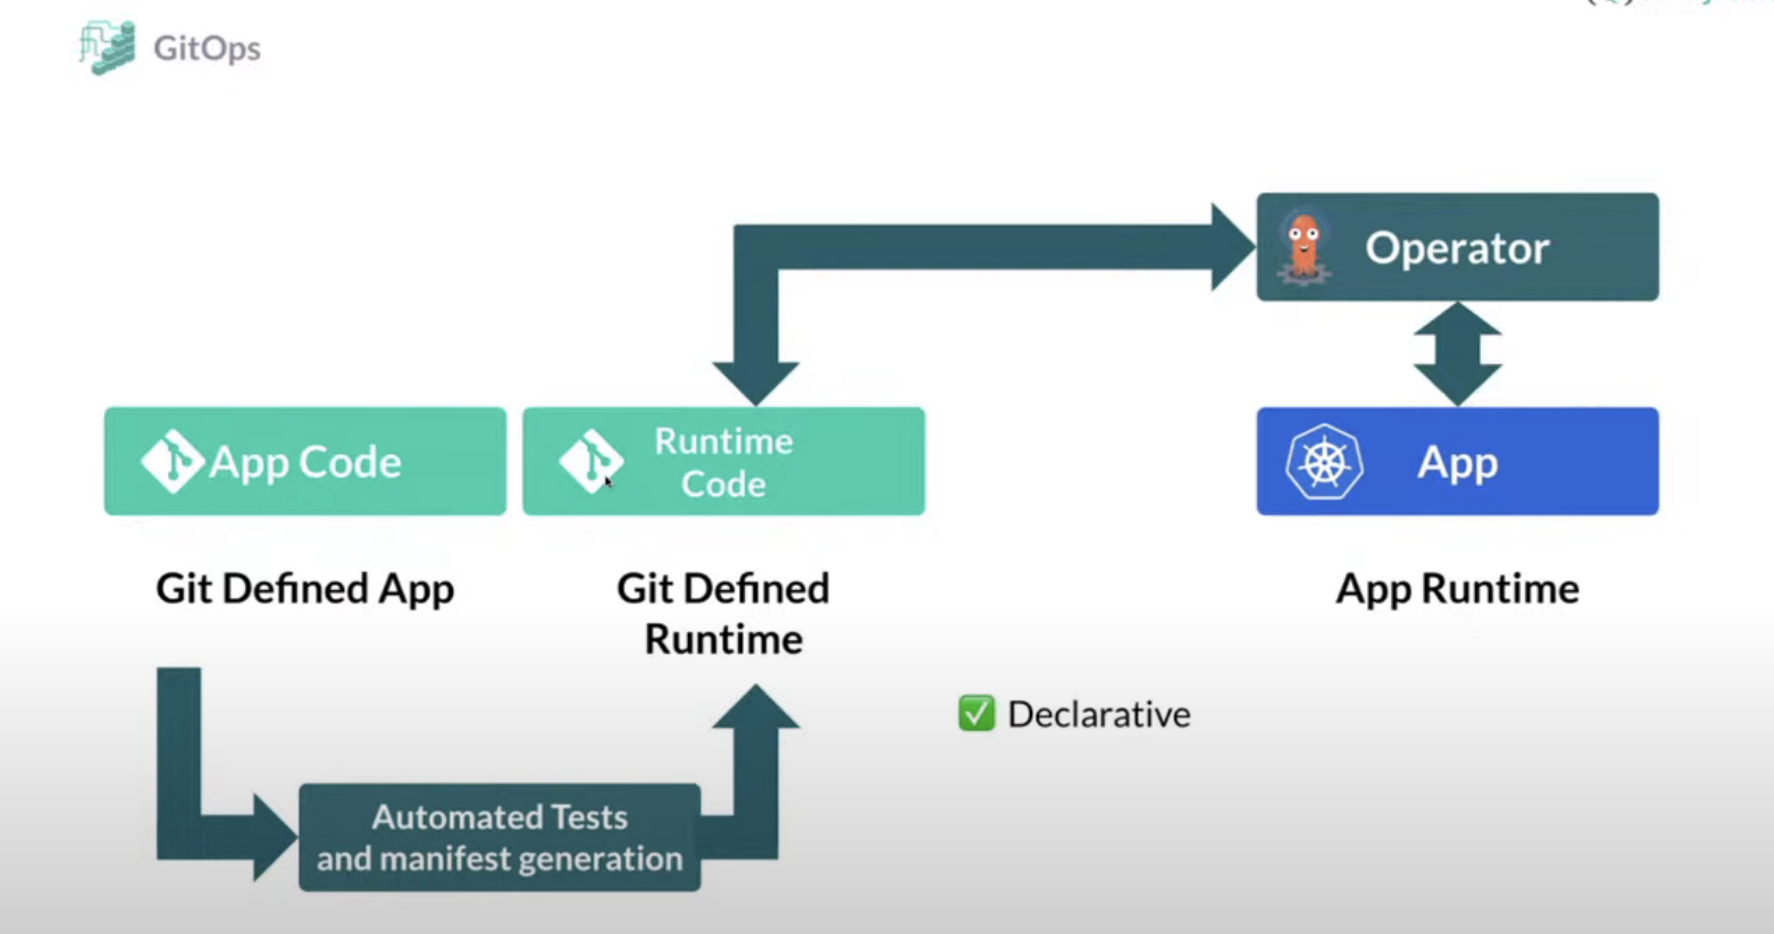 GitOps
Operator
App Code
Runtime
Code
App
Git Defined App
Git Defined
Runtime
App Runtime
Declarative
Automated Tests
and manifest generation